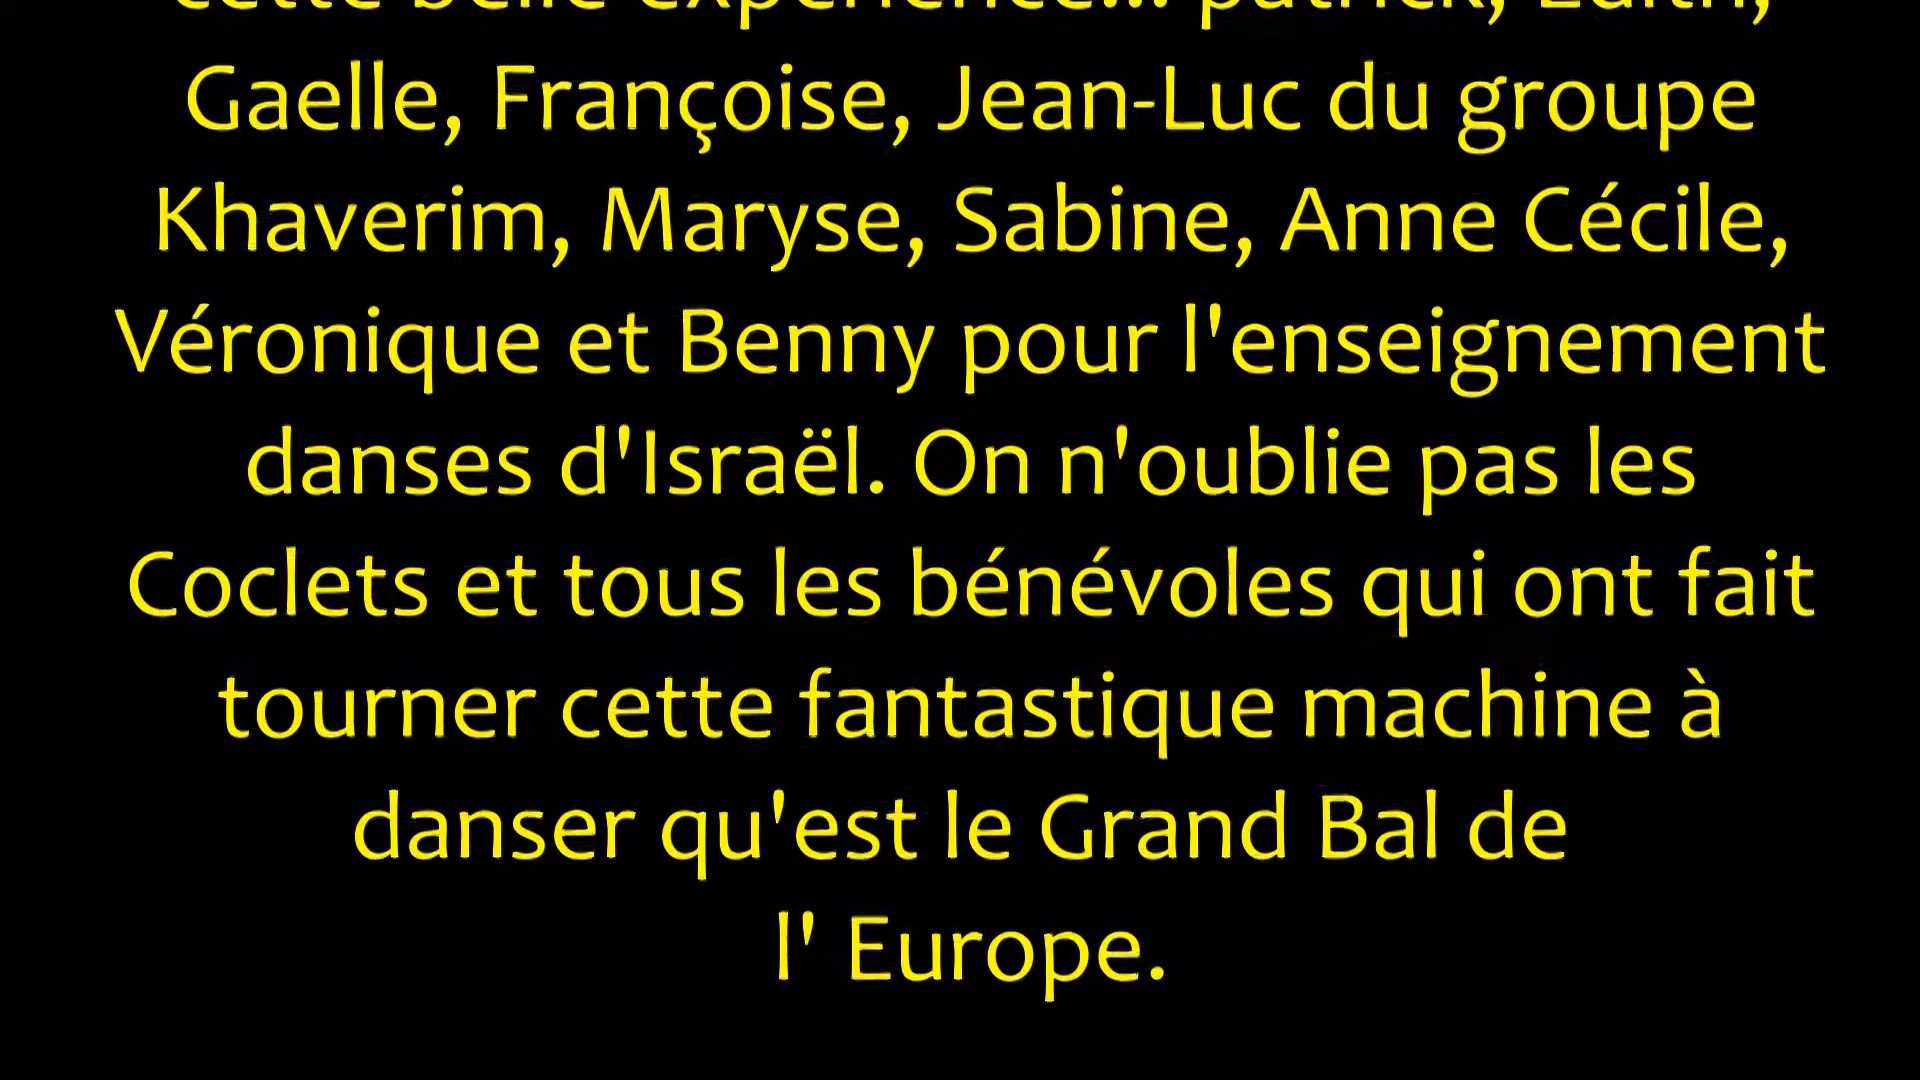 cette belle expérience... patrick, Edith,
Gaelle, Françoise, Jean-Luc du groupe
Khaverim, Maryse, Sabine, Anne Cécile,
Véronique et Benny pour l'enseignement
danses d'Israël. On n'oublie pas les
Coclets et tous les bénévoles qui ont fait
tourner cette fantastique machine à
danser qu'est le Grand Bal de
l' Europe.